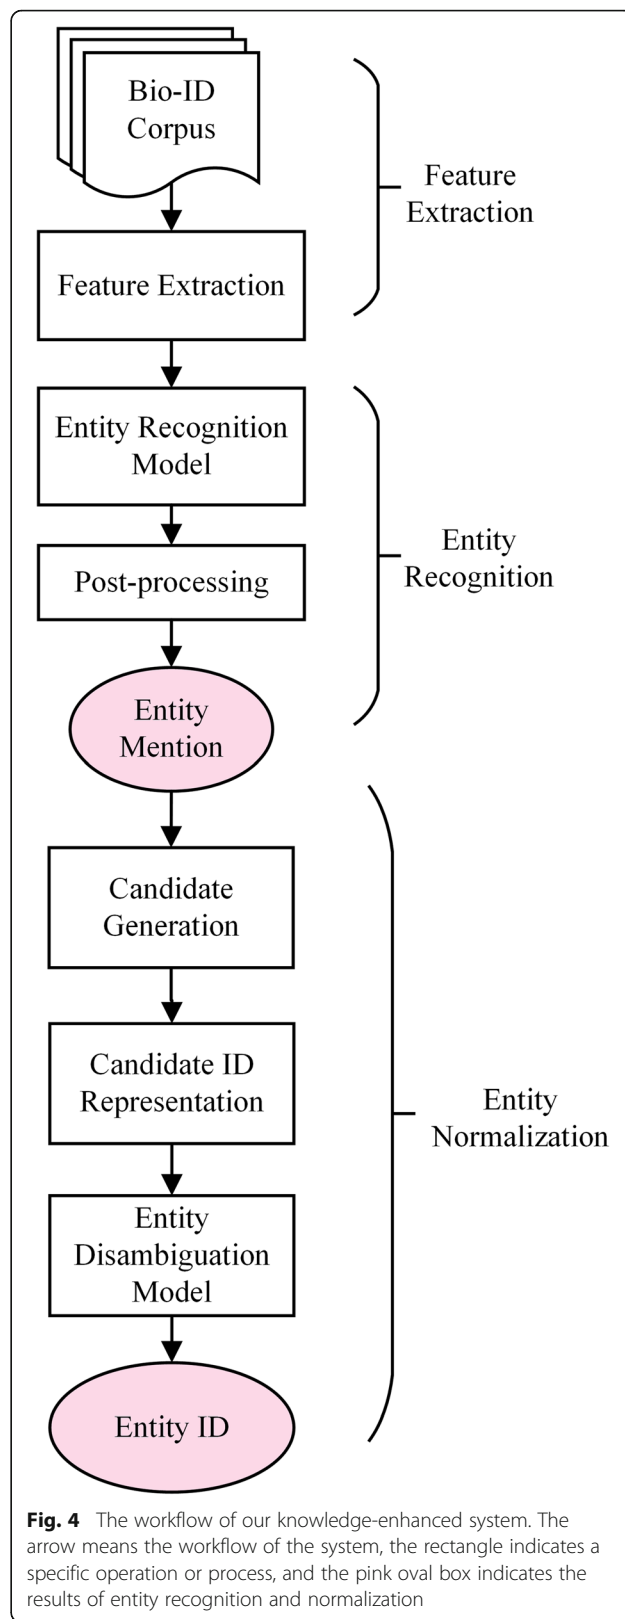 Bio-ID
Corpus
Feature
Extraction
Feature Extraction
Entity Recognition
Model
Entity
Recognition
Post-processing
Entity
Mention
Candidate
Generation
Candidate ID
Representation
Entity
Normalization
Entity
Disambiguation
Model
Entity ID
Fig. 4 The workflow of our knowledge-enhanced system. The
arrow means the workflow of the system, the rectangle indicates a
specific operation or process, and the pink oval box indicates the
results of entity recognition and normalization